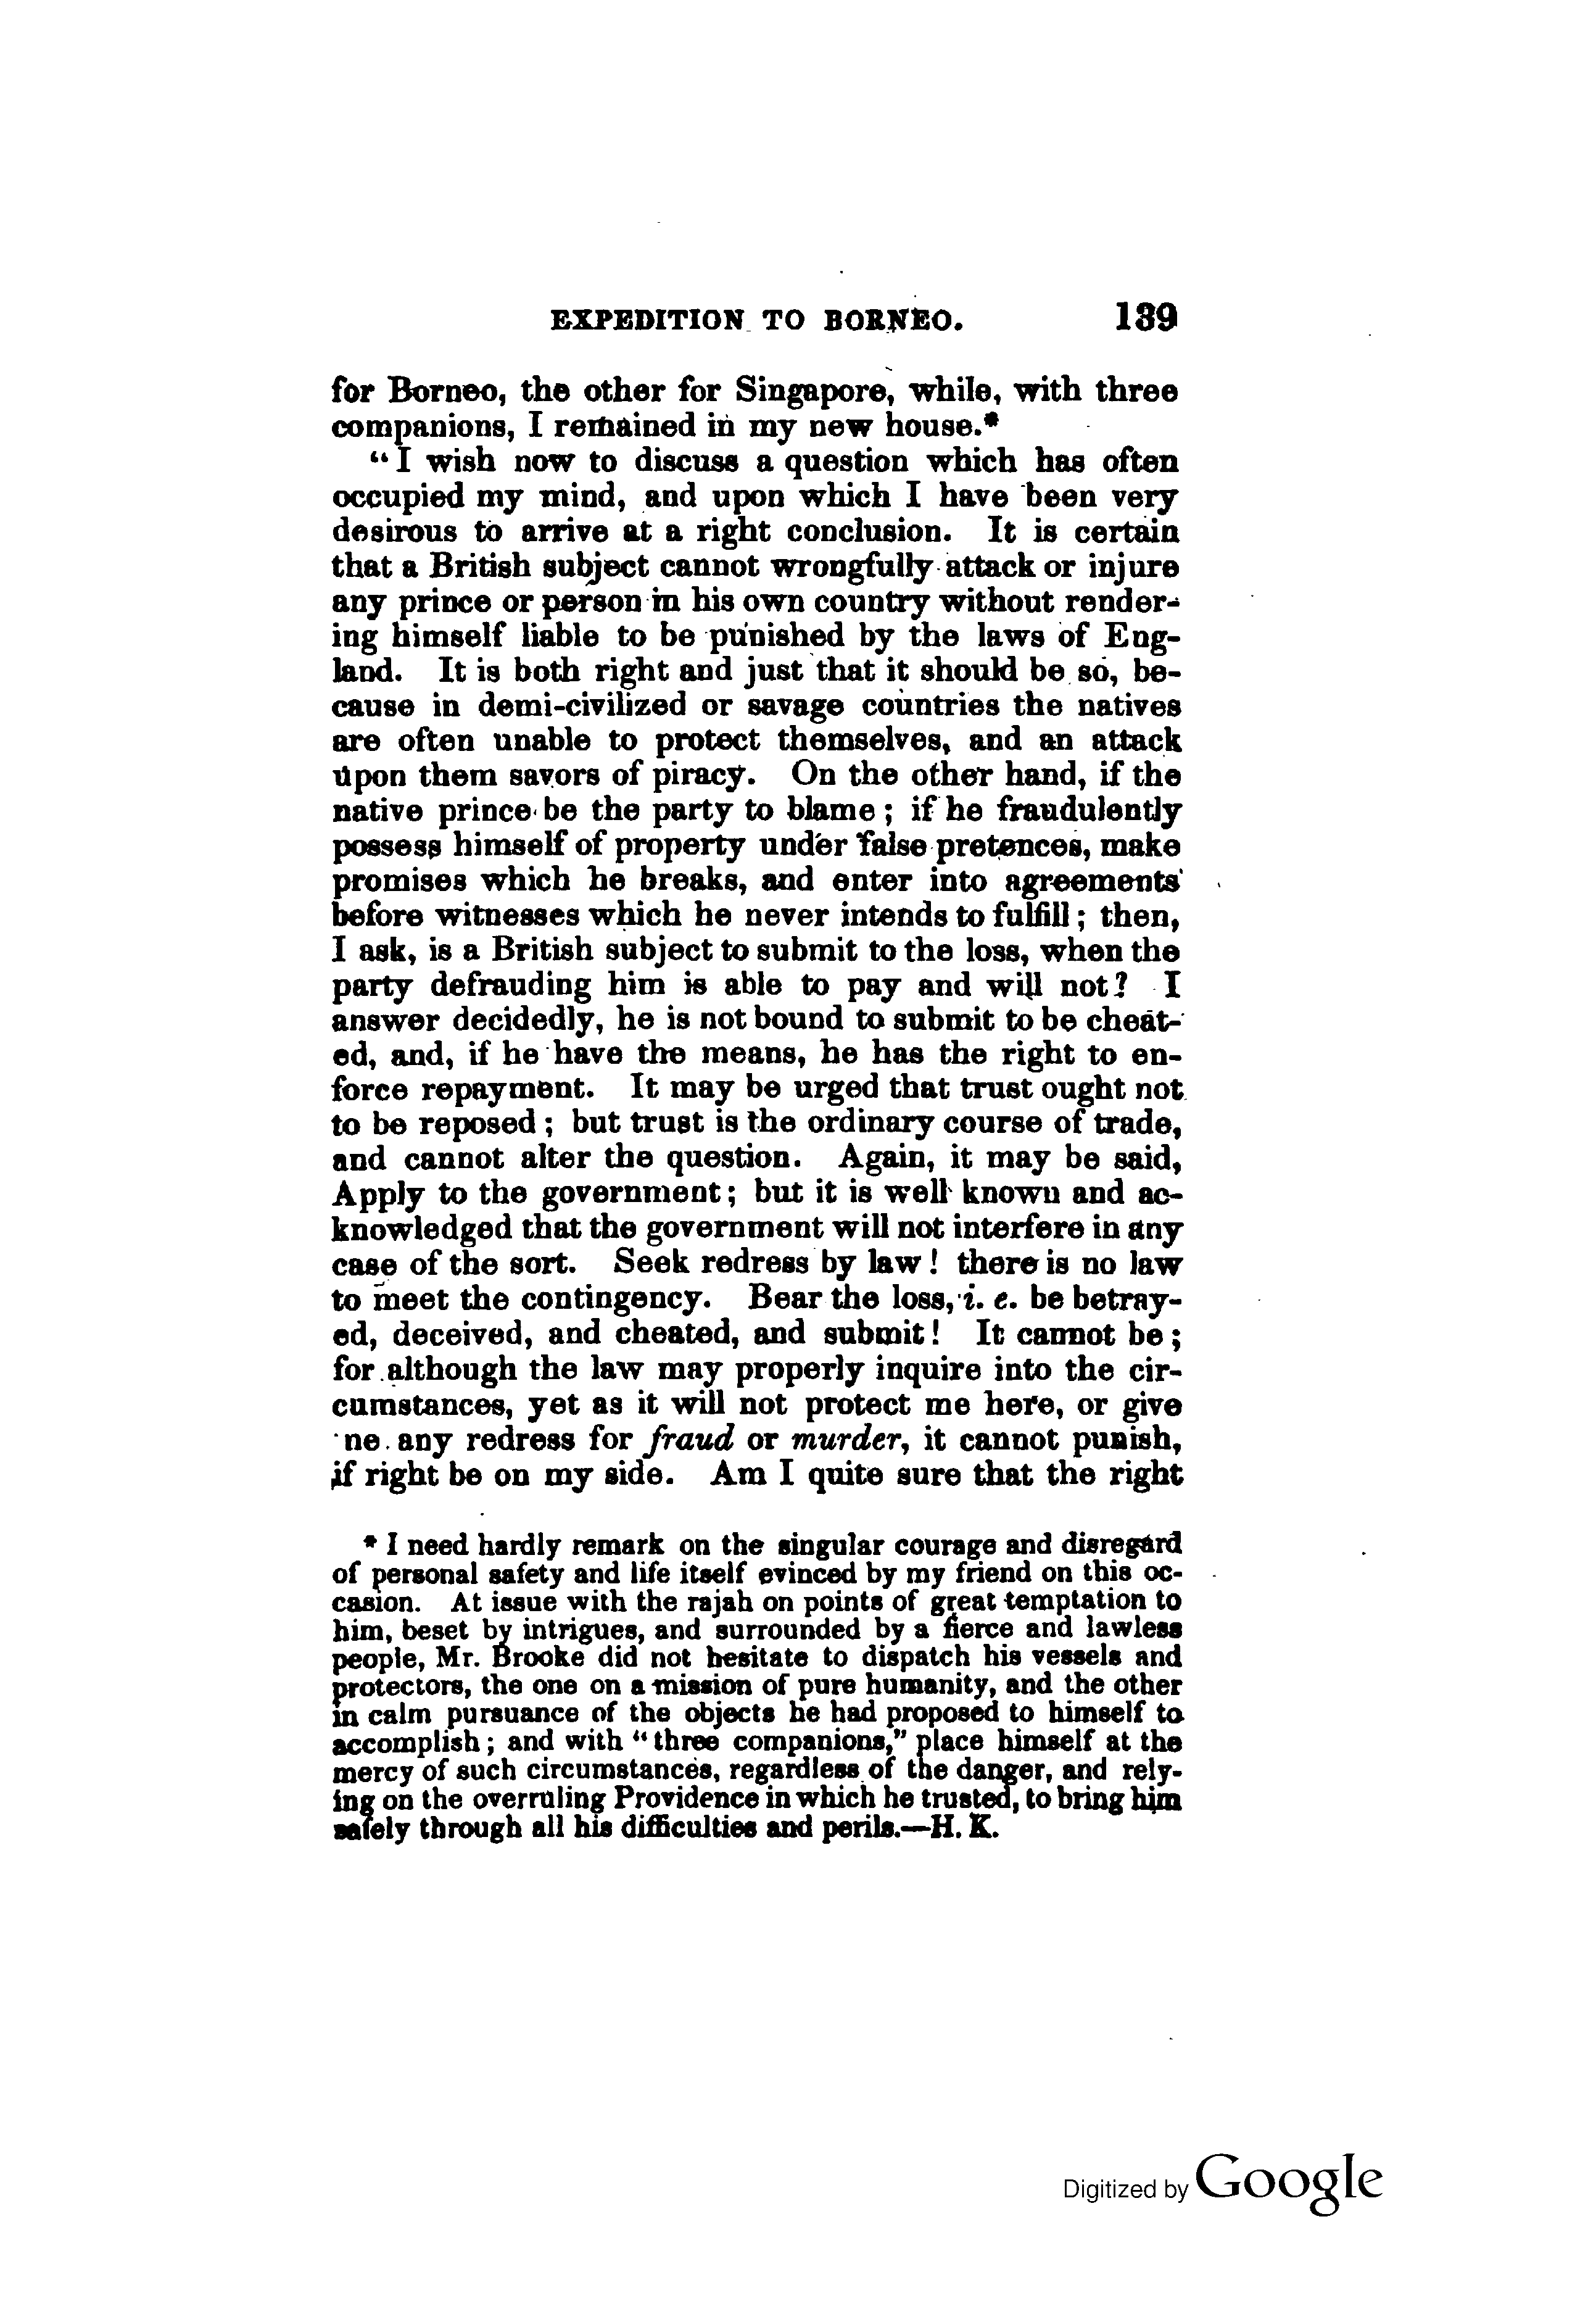 EXPEDITION TO BORNEO. 139
for Borneo, the other for Singapore, while, with three
companions, I remained in my new house.*
“I wish now to discuss a question which has often
occupied my mind, and upon which I have been very
desirous to arrive at a right conclusion. It is certain
that a British subject cannot wrongfully attack or injure
any prince or person in his own country without render-
ing himself liable to be punished by the laws of Eng-
land. It is both right and just that it should be so, be-
cause in demi-civilized or savage countries the natives
are often unable to protect themselves, and an attack
upon them savors of piracy. On the other hand, if the
native prince be the party to blame; if he fraudulently
possess himself of property under false pretences, make
promises which he breaks, and enter into agreements
before witnesses which he never intends to fulfill; then,
I ask, is a British subject to submit to the loss, when the
party defrauding him is able to pay and will not? I
answer decidedly, he is not bound to submit to be cheat-
ed, and, if he have the means, he has the right to en-
force repayment. It may be urged that trust ought not
to be reposed; but trust is the ordinary course of trade,
and cannot alter the question. Again, it may be said,
Apply to the government; but it is well known and ac-
knowledged that the government will not interfere in any
case of the sort. Seek redress by law! there is no law
to meet the contingency. Bear the loss, i. e. be betray-
ed, deceived, and cheated, and submit! It cannot be;
for although the law may properly inquire into the cir-
cumstances, yet as it will not protect me here, or give
ne any redress for fraud or murder, it cannot punish,
if right be on my side. Am I quite sure that the right
* I need hardly remark on the singular courage and disregard
of personal safety and life itself evinced by my friend on this oc-
casion. At issue with the rajah on points of great temptation to
him, beset by intrigues, and surrounded by a fierce and lawless
people, Mr. Brooke did not hesitate to dispatch his vessels and
protectors, the one on a mission of pure humanity, and the other
in calm pursuance of the objects he had proposed to himself to
accomplish; and with “three companions,” place himself at the
mercy of such circumstances, regardless of the danger, and rely-
ing on the overruling Providence in which he trusted, to bring him
safely through all his difficulties and perils.—H. K.
Digitized by Google